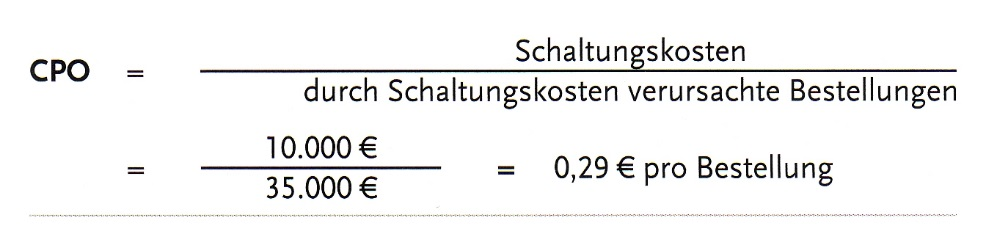 Schaltungskosten
CPO =
durch Schaltungskosten verursachte Bestellungen
10.000 €
= = 0,29 € pro Bestellung
35.000 €